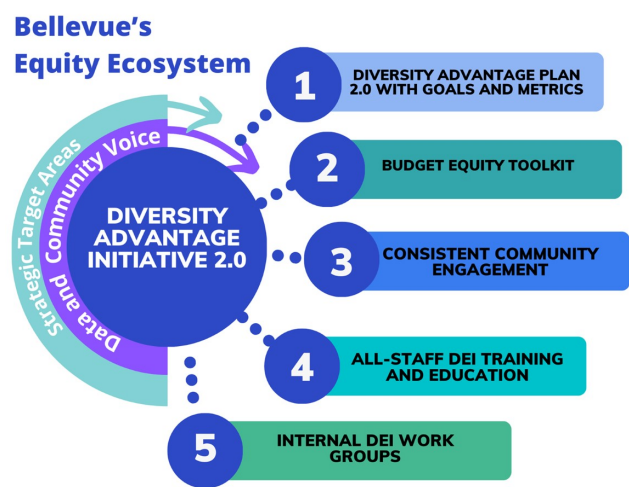 Bellevue's
Equity Ecosystem
Strategic Target Areas
Data and Community Voice
DIVERSITY
ADVANTAGE
INITIATIVE 2.0
1
DIVERSITY ADVANTAGE PLAN
2.0 WITH GOALS AND METRICS
2
BUDGET EQUITY TOOLKIT
3
CONSISTENT COMMUNITY
ENGAGEMENT
4
ALL-STAFF DEI TRAINING
AND EDUCATION
5
INTERNAL DEI WORK
GROUPS